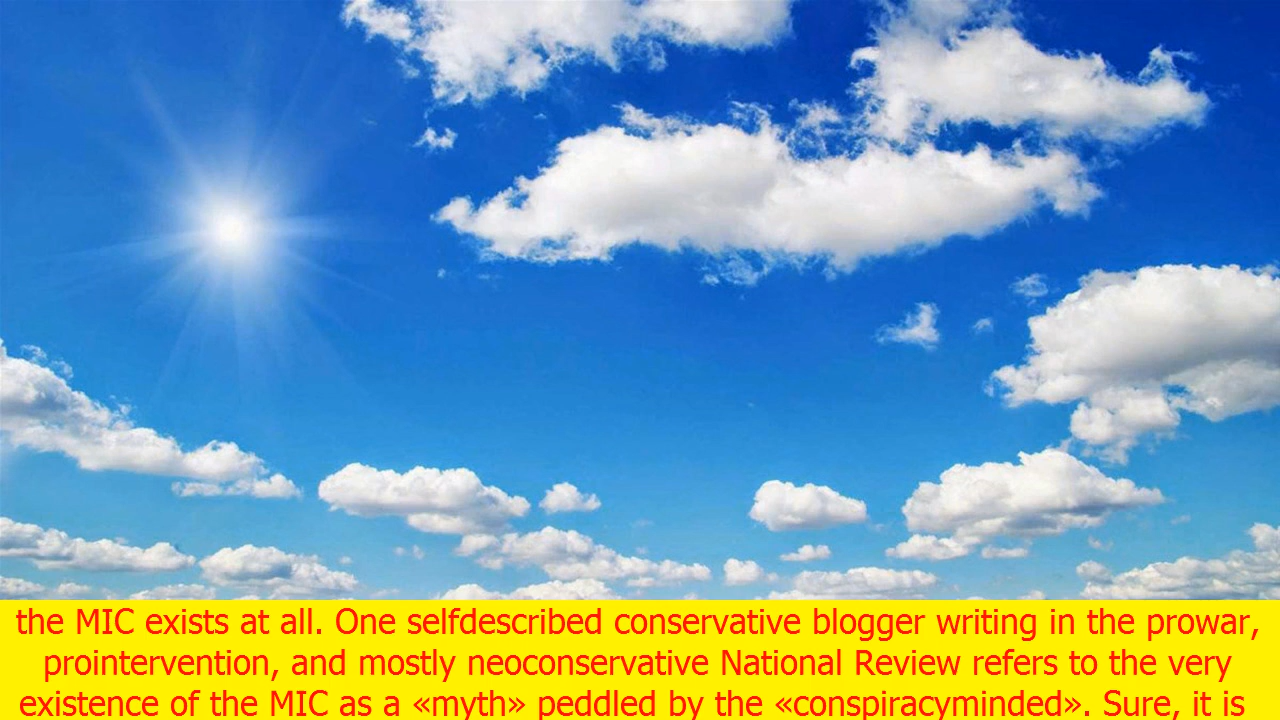 the MIC exists at all. One selfdescribed conservative blogger writing in the prowar,
prointervention, and mostly neoconservative National Review refers to the very
existence of the MIC as a «myth» peddled by the «conspiracyminded». Sure, it is